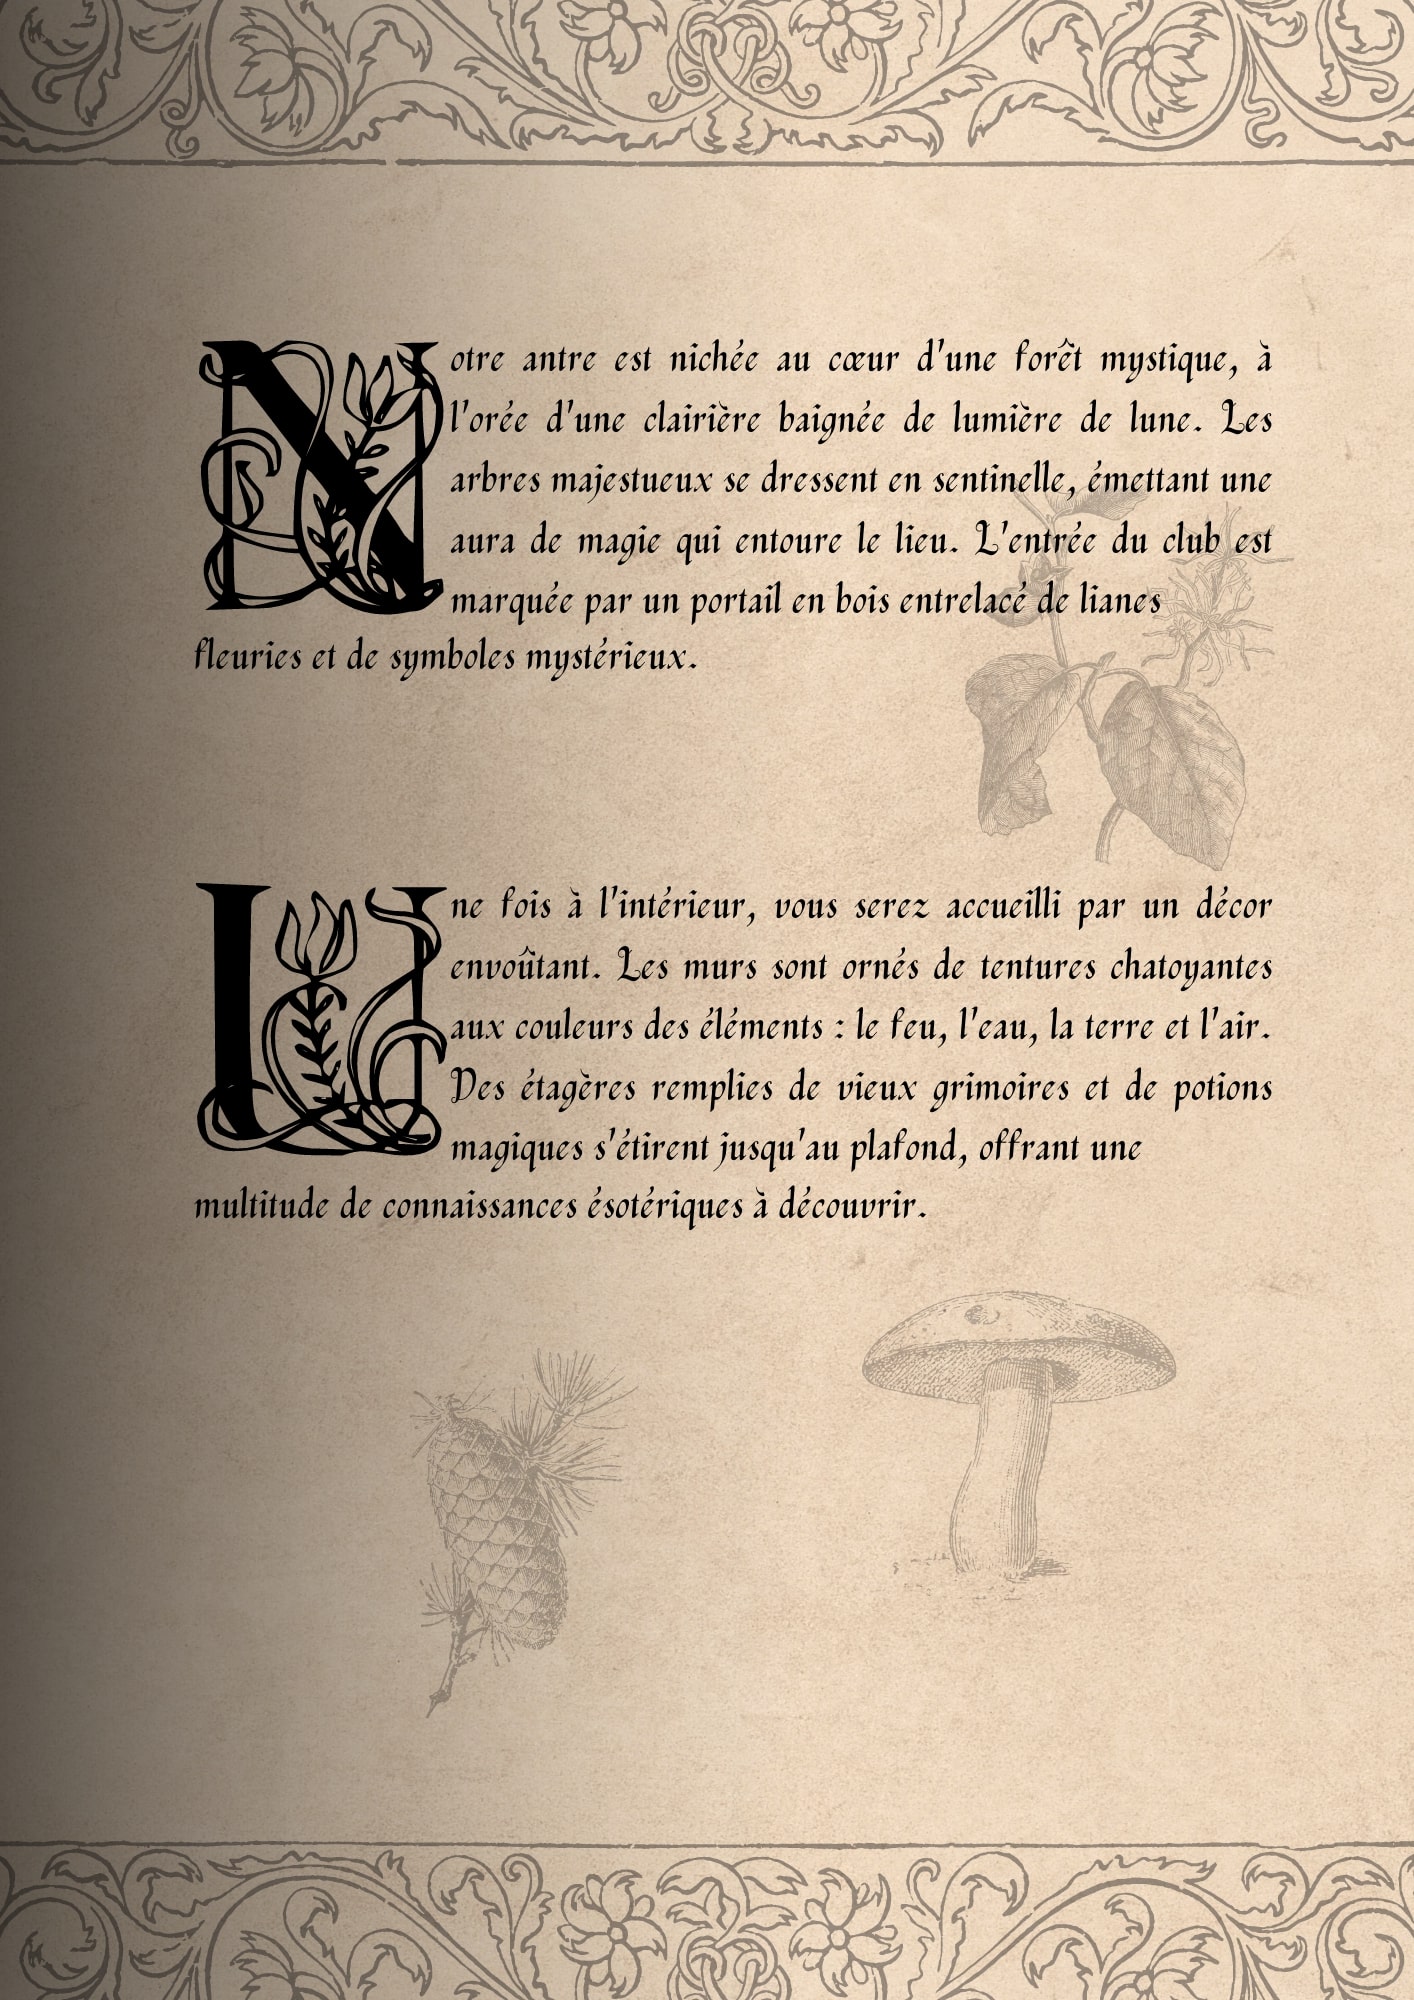 Notre antre est nichée au cœur d'une forêt mystique, à
l'orée d'une clairière baignée de lumière de lune. Les
arbres majestueux se dressent en sentinelle, émettant une
aura de magie qui entoure le lieu. L'entrée du club est
marquée par un portail en bois entrelacé de lianes
fleuries et de symboles mystérieux.
Une fois à l'intérieur, vous serez accueilli par un décor
envoûtant. Les murs sont ornés de tentures chatoyantes
aux couleurs des éléments : le feu, l'eau, la terre et l'air.
Des étagères remplies de vieux grimoires et de potions
magiques s'étirent jusqu'au plafond, offrant une
multitude de connaissances ésotériques à découvrir.